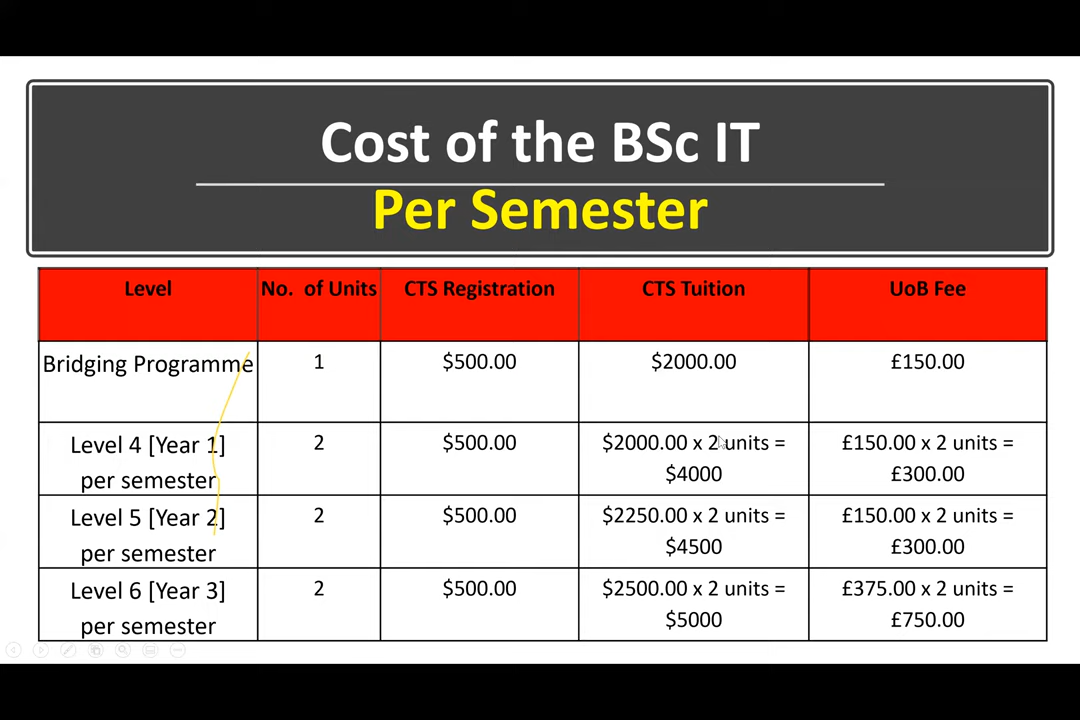 Cost of the BSc IT
Per Semester
Level No. of Units CTS Registration CTS Tuition UoB Fee
Bridging Programme 1 $500.00 $2000.00 £150.00
Level 4 [Year 1] 2 $500.00 $2000.00 x 2 units = £150.00 x 2 units =
per semester $4000 £300.00
Level 5 [Year 2] 2 $500.00 $2250.00 x 2 units = £150.00 x 2 units =
per semester $4500 £300.00
Level 6 [Year 3] 2 $500.00 $2500.00 x 2 units = £375.00 x 2 units =
per semester $5000 £750.00